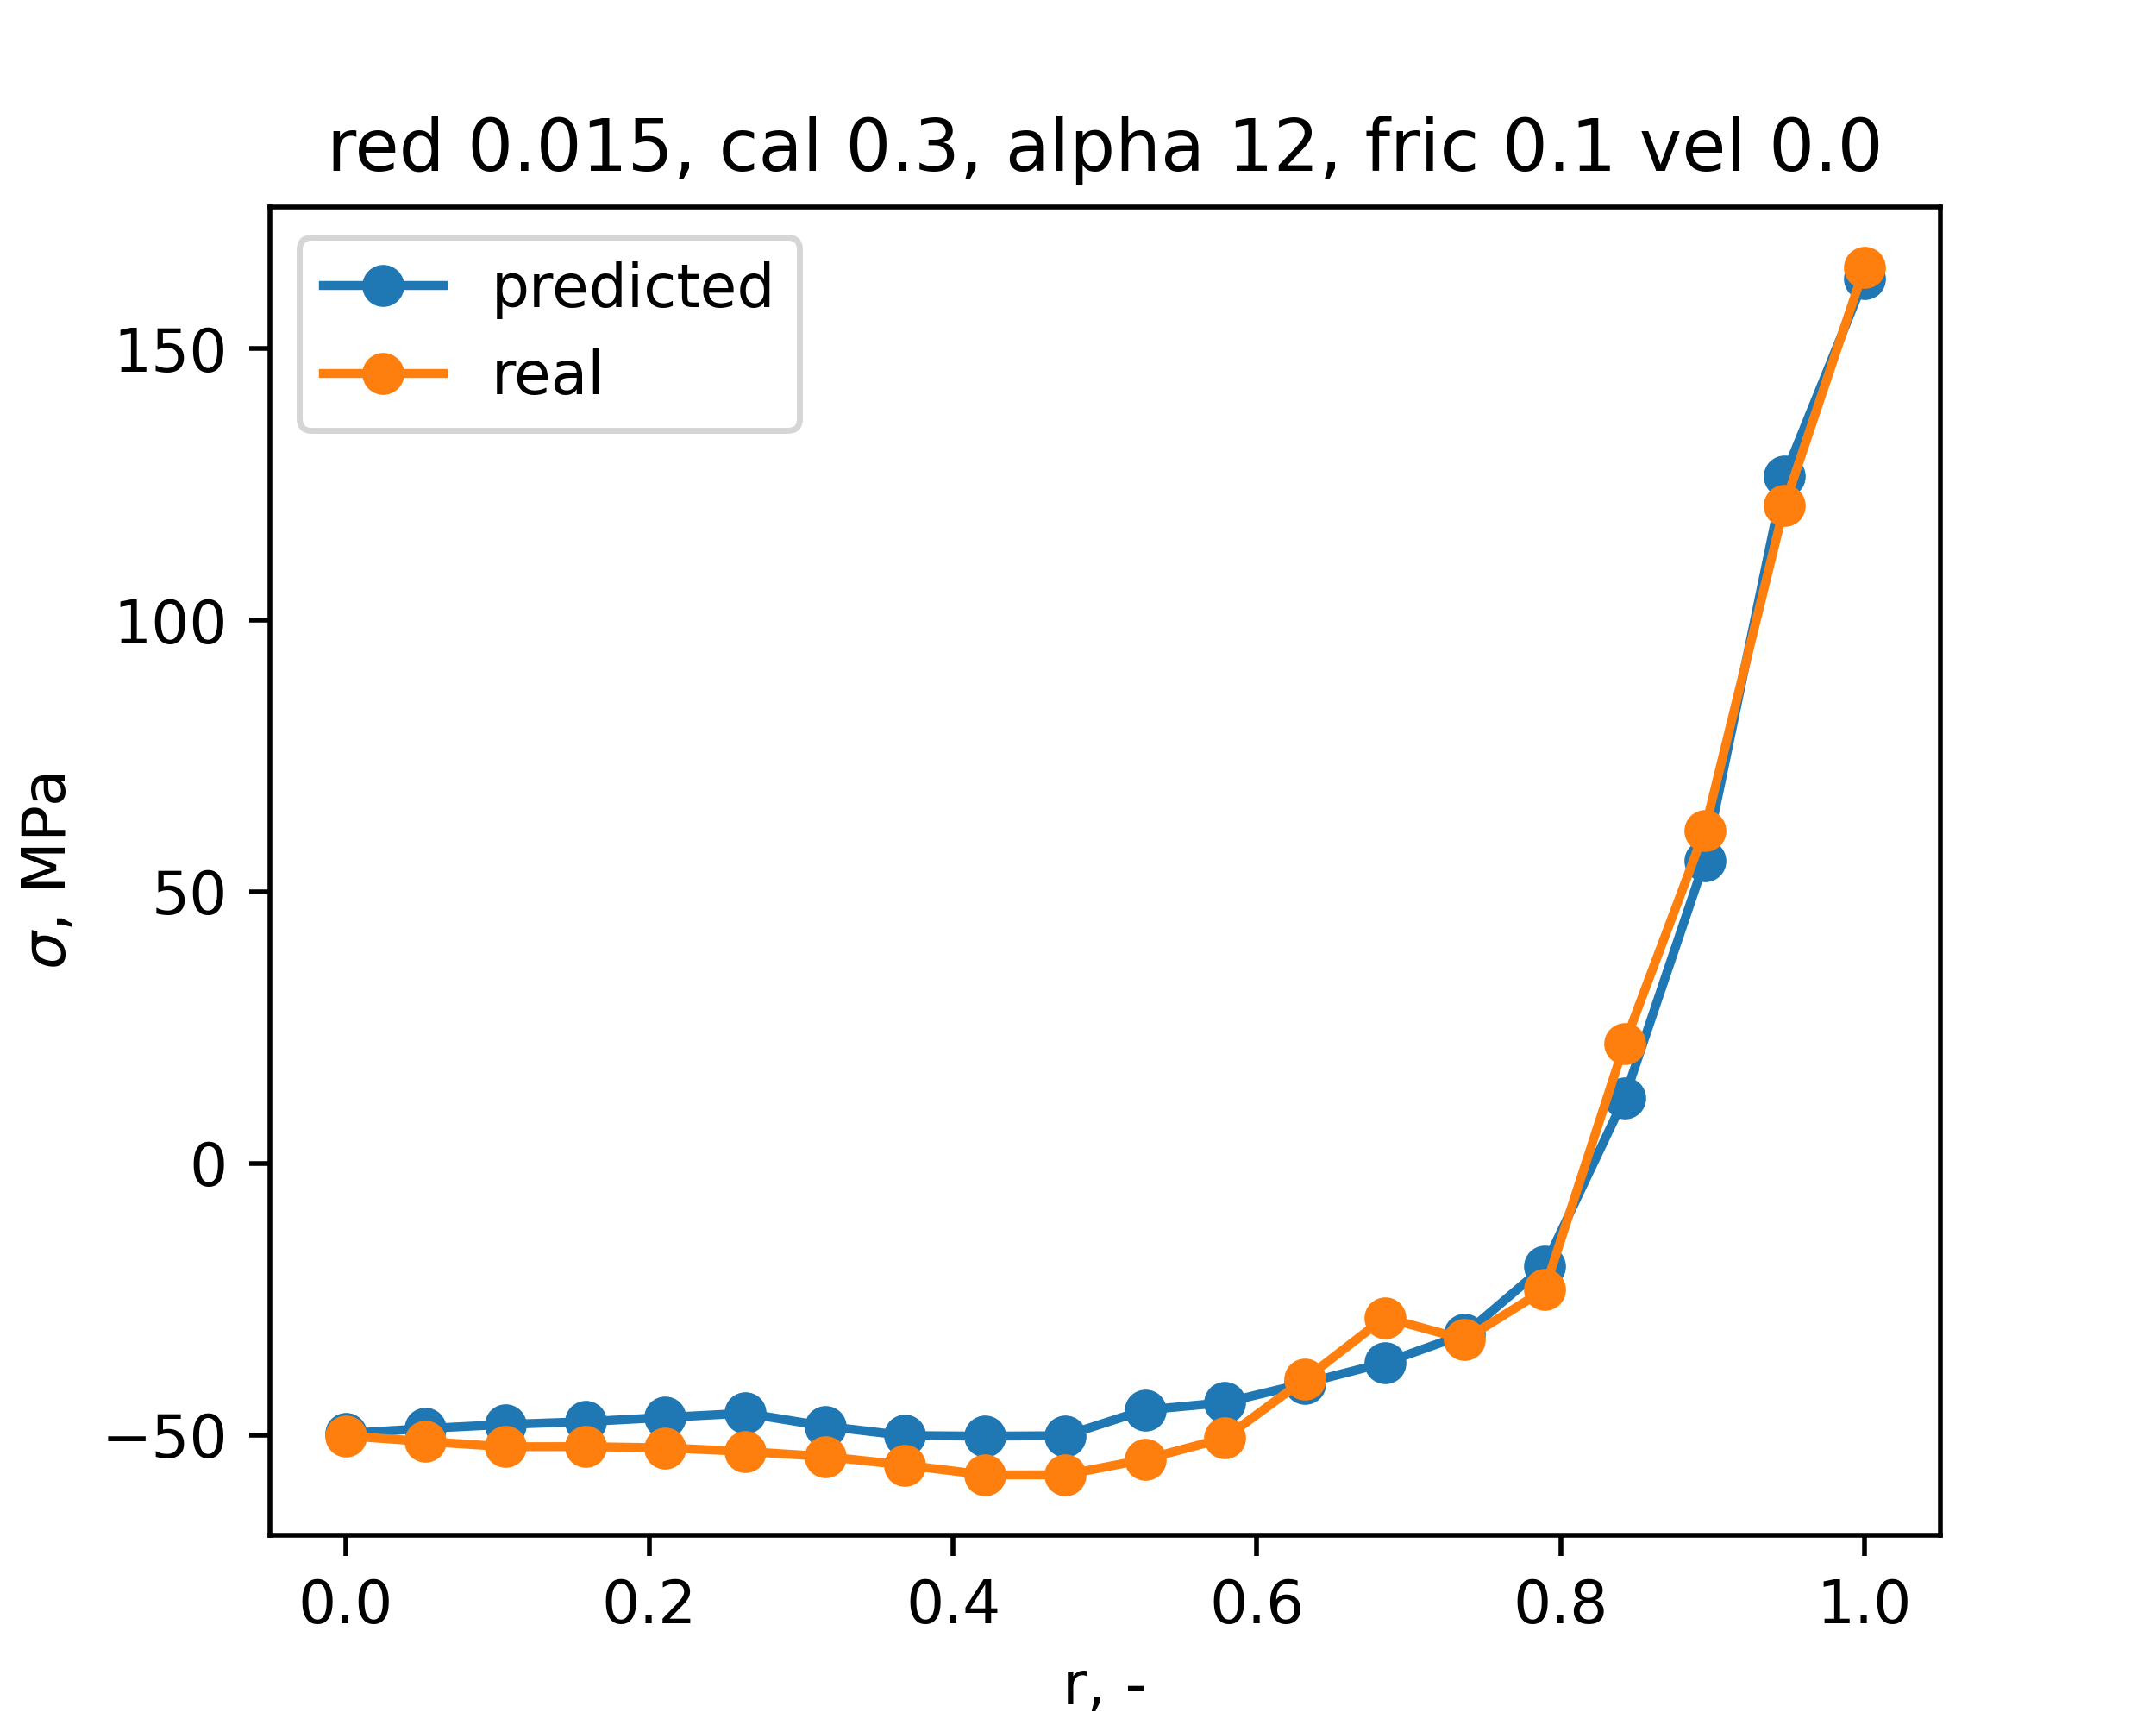 red 0.015, cal 0.3, alpha 12, fric 0.1 vel 0.0
predicted
real
150
100
50
0
−50
σ, MPa
0.0 0.2 0.4 0.6 0.8 1.0
r, -